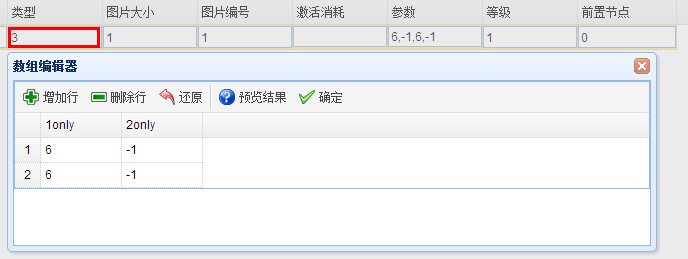 类型 图片大小 图片编号 激活消耗 参数 等级 前置节点
3 1 1 6,-1,6,-1 1 0
数组编辑器
增加行 删除行 还原 预览结果 确定
1only 2only
1 6 -1
2 6 -1